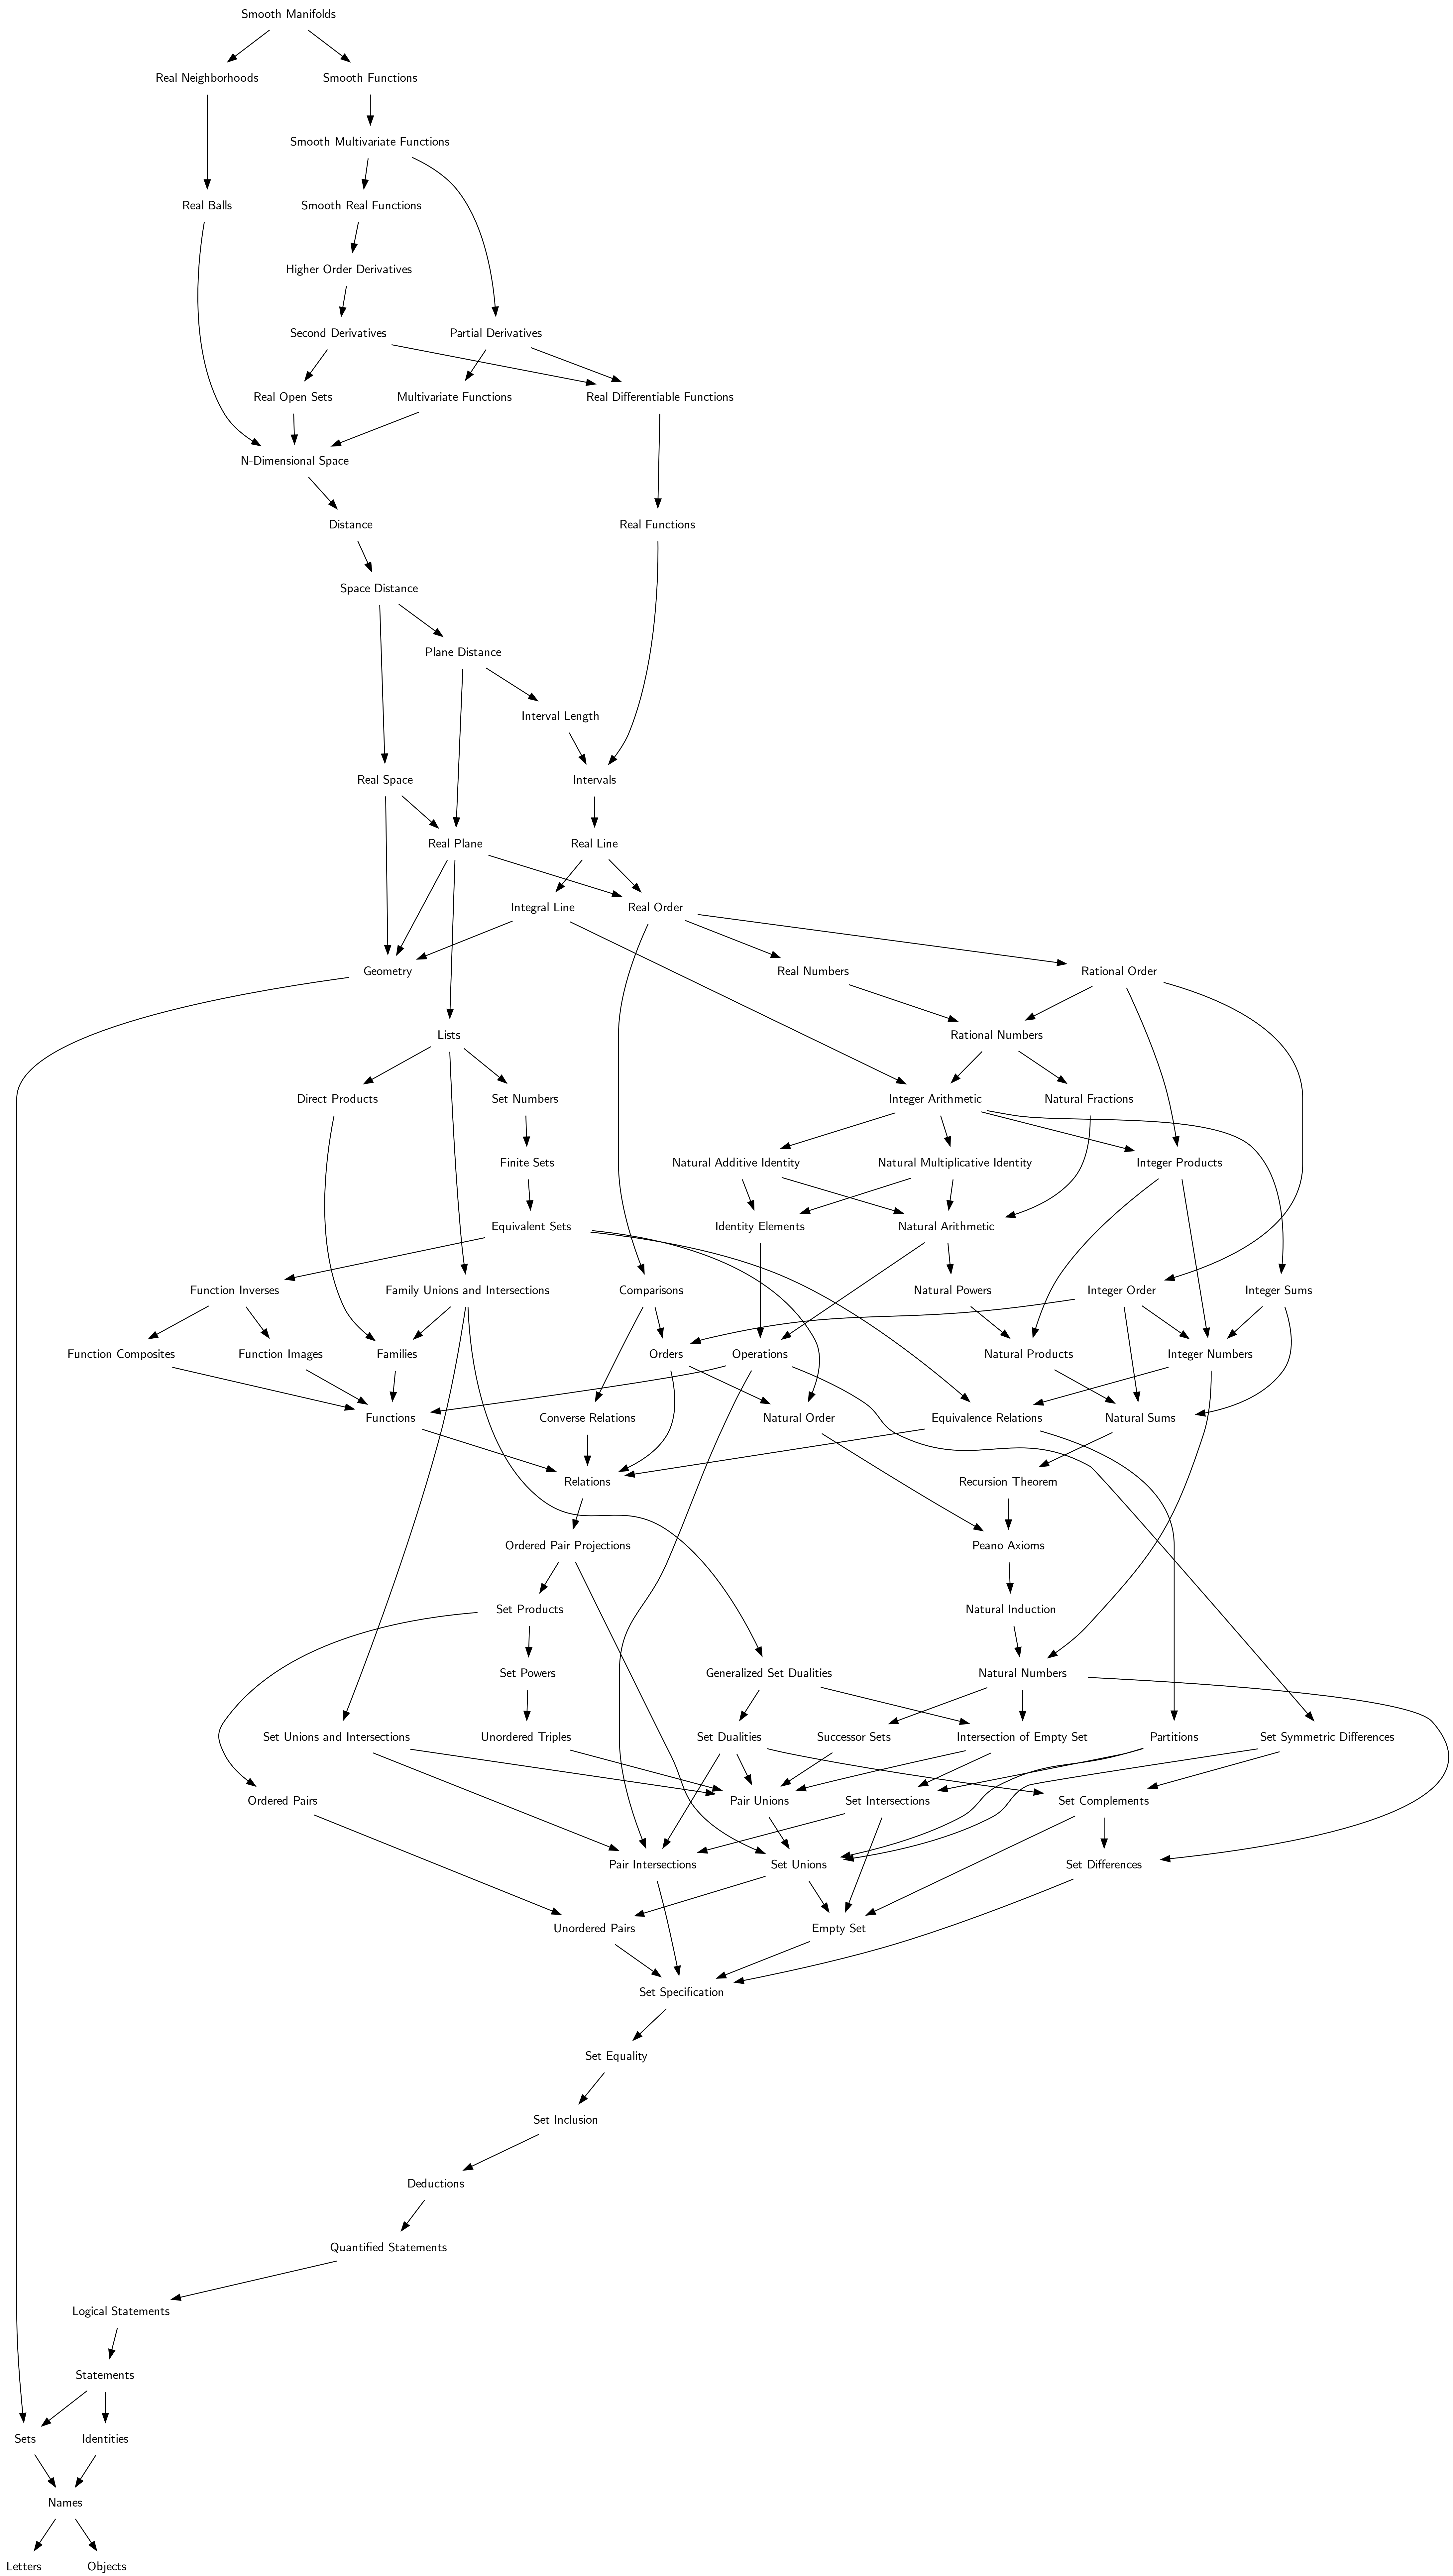 Smooth Manifolds
Real Neighborhoods
Smooth Functions
Smooth Multivariate Functions
Real Balls
Smooth Real Functions
Higher Order Derivatives
Second Derivatives
Partial Derivatives
Real Open Sets
Multivariate Functions
Real Differentiable Functions
N-Dimensional Space
Distance
Real Functions
Space Distance
Plane Distance
Interval Length
Real Space
Intervals
Real Plane
Real Line
Integral Line
Real Order
Geometry
Real Numbers
Rational Order
Lists
Rational Numbers
Direct Products
Set Numbers
Integer Arithmetic
Natural Fractions
Finite Sets
Natural Additive Identity
Natural Multiplicative Identity
Integer Products
Equivalent Sets
Identity Elements
Natural Arithmetic
Function Inverses
Family Unions and Intersections
Comparisons
Natural Powers
Integer Order
Integer Sums
Function Composites
Function Images
Families
Orders
Operations
Natural Products
Integer Numbers
Functions
Converse Relations
Natural Order
Equivalence Relations
Natural Sums
Relations
Recursion Theorem
Ordered Pair Projections
Peano Axioms
Set Products
Natural Induction
Set Powers
Generalized Set Dualities
Natural Numbers
Set Unions and Intersections
Unordered Triples
Set Dualities
Successor Sets
Intersection of Empty Set
Partitions
Set Symmetric Differences
Ordered Pairs
Pair Unions
Set Intersections
Set Complements
Pair Intersections
Set Unions
Set Differences
Unordered Pairs
Empty Set
Set Specification
Set Equality
Set Inclusion
Deductions
Quantified Statements
Logical Statements
Statements
Sets
Identities
Names
Letters
Objects